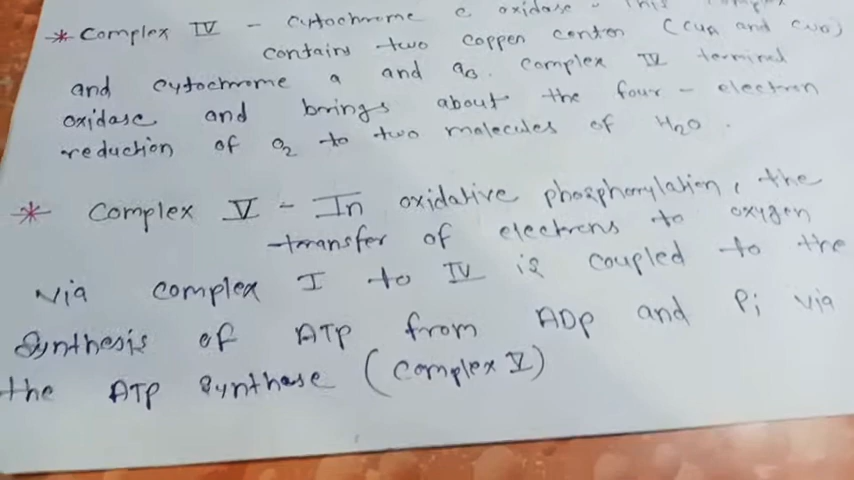 * Complex IV - cytochrome c oxidase. This complex
contains two copper center (CuA and CuB)
and cytochrome a and a3. Complex IV terminal
oxidase and brings about the four - electron
reduction of O2 to two molecules of H2O.
* Complex V - In oxidative phosphorylation, the
transfer of electrons to oxygen
via complex I to IV is coupled to the
synthesis of ATP from ADP and Pi via
the ATP synthase (Complex V)